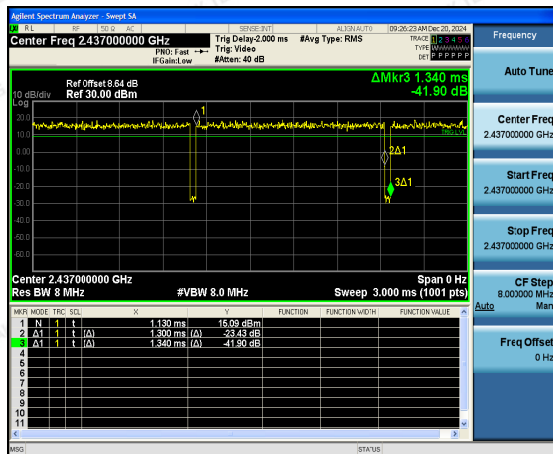 Agilent Spectrum Anayzer - Swept SA
RL RF 50 Ω AC SENSE:INT ALIGN AUTO 09:26:23 AM Dec 20, 2024
Center Freq 2.437000000 GHz
PNO: Fast
IFGain:Low
Trig Delay-2.000 ms
Trig: Video
#Atten: 40 dB
#Avg Type: RMS
TRACE 1 2 3 4 5 6
TYPE
DET P P P P P P
Frequency
Auto Tune
Center Freq
2.437000000 GHz
Start Freq
2.437000000 GHz
Stop Freq
2.437000000 GHz
CF Step
8.000000 MHz
Auto Man
Freq Offset
0 Hz
ΔMkr3 1.340 ms
-41.90 dB
Ref Offset 8.64 dB
10 dB/div Ref 30.00 dBm
Log
20.0
10.0
0.00
-10.0
-20.0
-30.0
-40.0
-50.0
-60.0
1
TRIG LVL
2Δ1
3Δ1
Center 2.437000000 GHz Span 0 Hz
Res BW 8 MHz #VBW 8.0 MHz Sweep 3.000 ms (1001 pts)
MKR MODE TRC SCL X Y FUNCTION FUNCTION WIDTH FUNCTION VALUE
1 N 1 t 1.130 ms 15.09 dBm
2 Δ1 1 t (Δ) 1.300 ms (Δ) -23.43 dB
3 Δ1 1 t (Δ) 1.340 ms (Δ) -41.90 dB
4
5
6
7
8
9
10
11
MSG STATUS